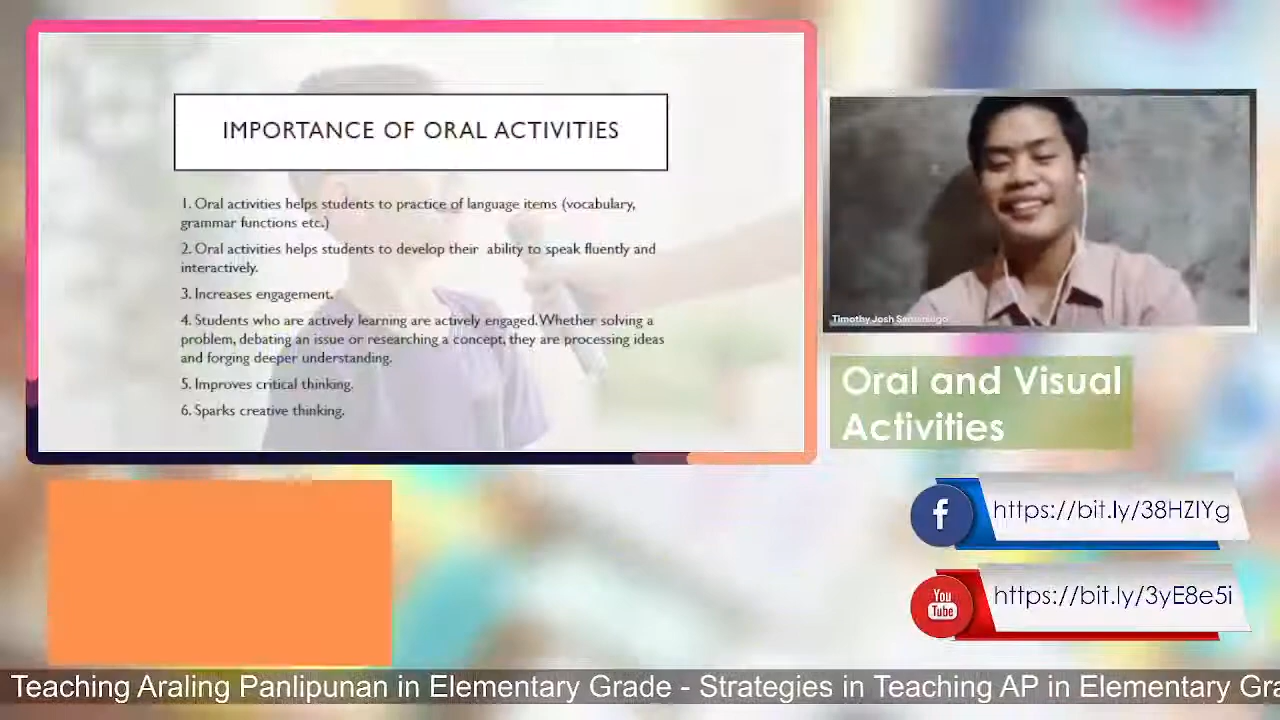 IMPORTANCE OF ORAL ACTIVITIES
1. Oral activities helps students to practice of language items (vocabulary,
grammar functions etc.)
2. Oral activities helps students to develop their ability to speak fluently and
interactively.
3. Increases engagement.
4. Students who are actively learning are actively engaged. Whether solving a
problem, debating an issue or researching a concept, they are processing ideas
and forging deeper understanding.
5. Improves critical thinking.
6. Sparks creative thinking.
Timothy Josh
Oral and Visual
Activities
f
https://bit.ly/38HZIYg
You
Tube
https://bit.ly/3yE8e5i
Teaching Araling Panlipunan in Elementary Grade - Strategies in Teaching AP in Elementary Gra